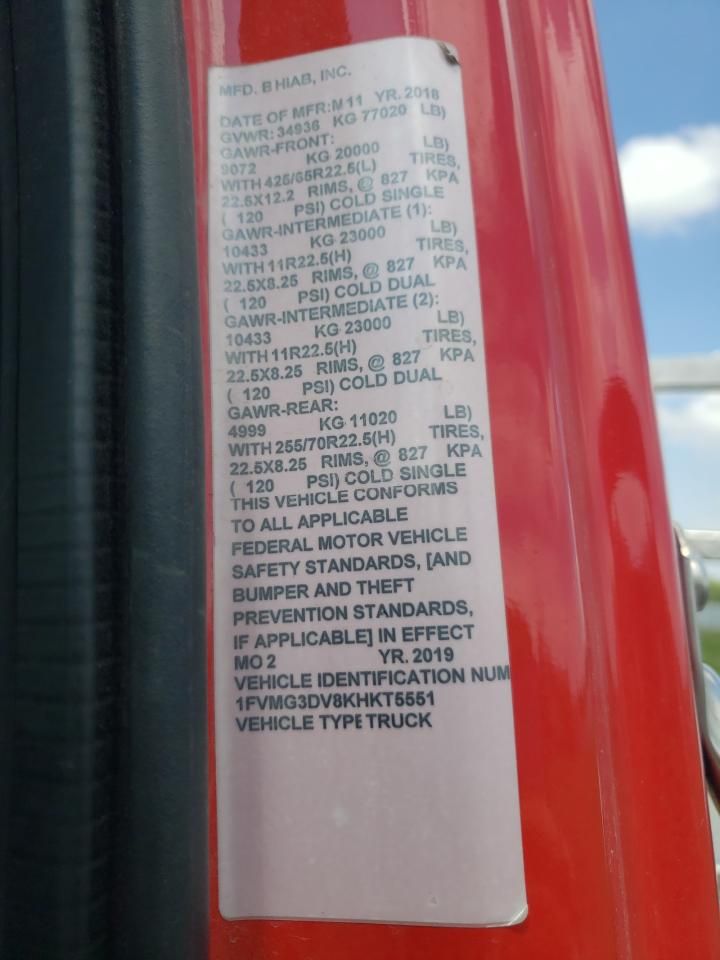 MFD. B HIAB, INC.
DATE OF MFR:M 11 YR. 2018
GVWR: 34936 KG 77020 LB)
GAWR-FRONT:
9072 KG 20000 LB)
WITH 425/65R22.5(L) TIRES,
22.5X12.2 RIMS, @ 827 KPA
( 120 PSI) COLD SINGLE
GAWR-INTERMEDIATE (1):
10433 KG 23000 LB)
WITH 11R22.5(H) TIRES,
22.5X8.25 RIMS, @ 827 KPA
( 120 PSI) COLD DUAL
GAWR-INTERMEDIATE (2):
10433 KG 23000 LB)
WITH 11R22.5(H) TIRES,
22.5X8.25 RIMS, @ 827 KPA
( 120 PSI) COLD DUAL
GAWR-REAR:
4999 KG 11020 LB)
WITH 255/70R22.5(H) TIRES,
22.5X8.25 RIMS, @ 827 KPA
( 120 PSI) COLD SINGLE
THIS VEHICLE CONFORMS
TO ALL APPLICABLE
FEDERAL MOTOR VEHICLE
SAFETY STANDARDS, [AND
BUMPER AND THEFT
PREVENTION STANDARDS,
IF APPLICABLE] IN EFFECT
MO 2 YR. 2019
VEHICLE IDENTIFICATION NUM
1FVMG3DV8KHKT5551
VEHICLE TYPE TRUCK